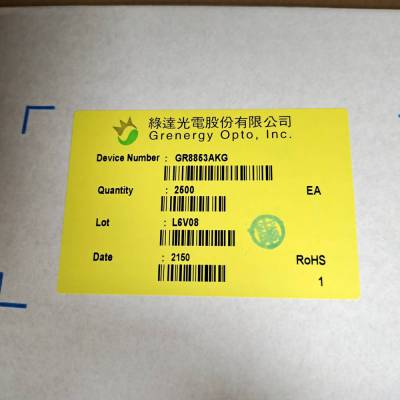 綠達光電股份有限公司
Grenergy Opto, Inc.
Device Number : GR8853AKG
Quantity : 2500 EA
Lot : L6V08
Date : 2150 RoHS
1